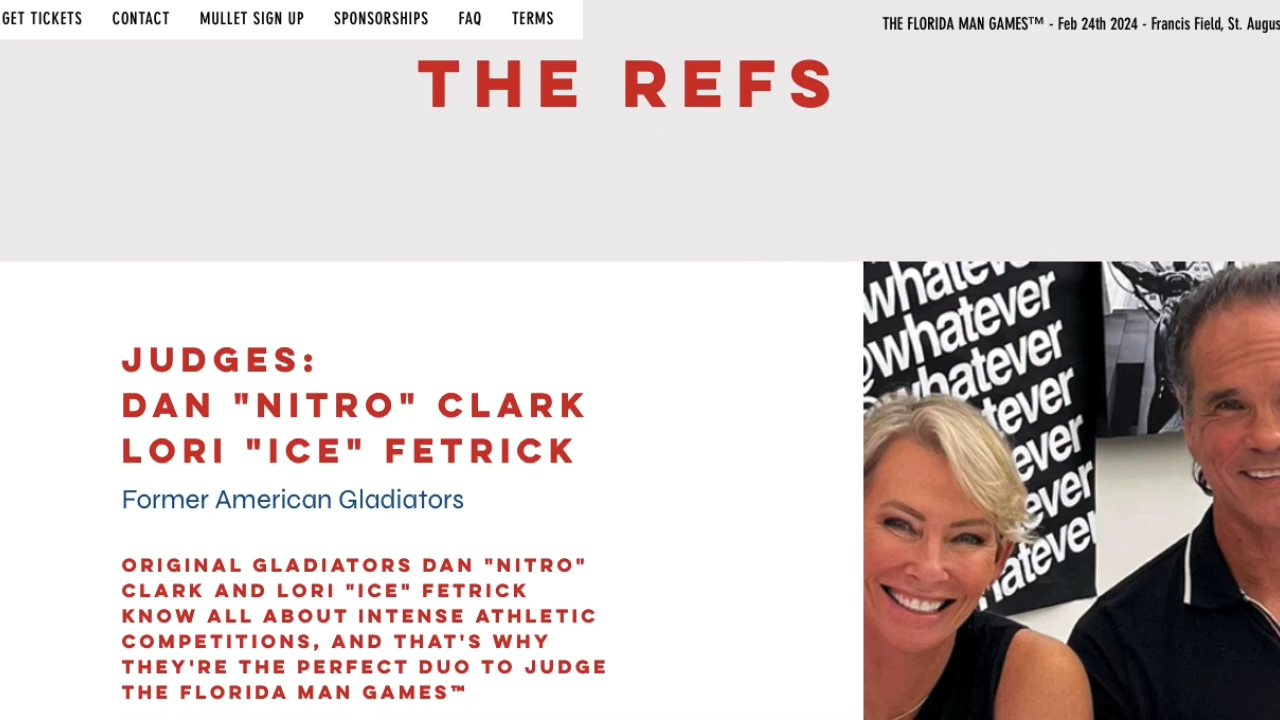 GET TICKETS CONTACT MULLET SIGN UP SPONSORSHIPS FAQ TERMS
THE FLORIDA MAN GAMES™ - Feb 24th 2024 - Francis Field, St. Augus
THE REFS
JUDGES:
DAN "NITRO" CLARK
LORI "ICE" FETRICK
Former American Gladiators
ORIGINAL GLADIATORS DAN "NITRO"
CLARK AND LORI "ICE" FETRICK
KNOW ALL ABOUT INTENSE ATHLETIC
COMPETITIONS, AND THAT'S WHY
THEY'RE THE PERFECT DUO TO JUDGE
THE FLORIDA MAN GAMES™
whatever
@whatever
whatever
tever
ever
ever
whatever